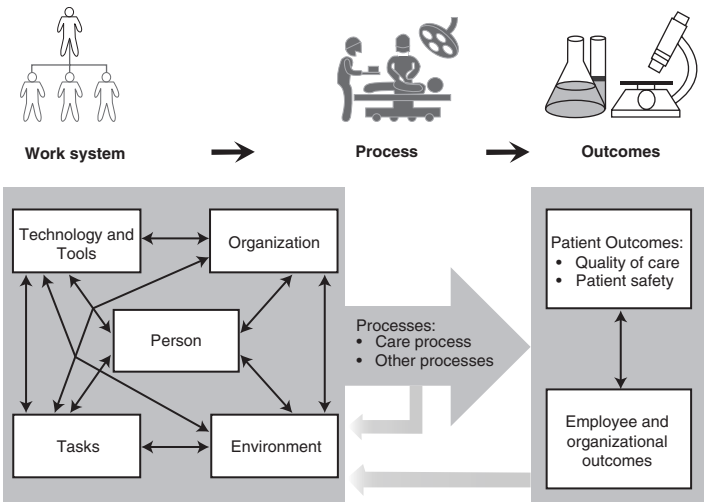 Work system
Process
Outcomes
Technology and
Tools
Organization
Person
Tasks
Environment
Processes:
• Care process
• Other processes
Patient Outcomes:
• Quality of care
• Patient safety
Employee and
organizational
outcomes